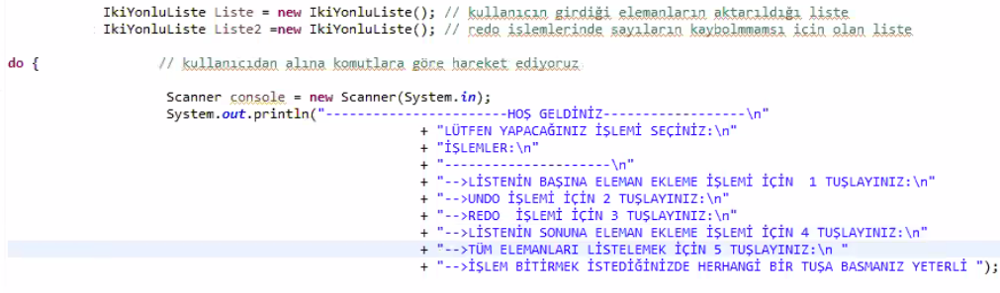 IkiYonluListe Liste = new IkiYonluListe(); // kullanıcın girdiği elemanların aktarıldığı liste
IkiYonluListe Liste2 =new IkiYonluListe(); // redo islemlerinde sayıların kaybolmmamsı icin olan liste
do { // kullanıcıdan alına komutlara göre hareket ediyoruz
Scanner console = new Scanner(System.in);
System.out.println("-----------------------HOŞ GELDİNİZ------------------\n"
+ "LÜTFEN YAPACAĞINIZ İŞLEMİ SEÇİNİZ:\n"
+ "İŞLEMLER:\n"
+ "---------------------\n"
+ "-->LİSTENİN BAŞINA ELEMAN EKLEME İŞLEMİ İÇİN  1 TUŞLAYINIZ:\n"
+ "-->UNDO İŞLEMİ İÇİN 2 TUŞLAYINIZ:\n"
+ "-->REDO  İŞLEMİ İÇİN 3 TUŞLAYINIZ:\n"
+ "-->LİSTENİN SONUNA ELEMAN EKLEME İŞLEMİ İÇİN 4 TUŞLAYINIZ:\n"
+ "-->TÜM ELEMANLARI LİSTELEMEK İÇİN 5 TUŞLAYINIZ:\n "
+ "-->İŞLEM BİTİRMEK İSTEDİĞİNİZDE HERHANGİ BİR TUŞA BASMANIZ YETERLİ ");